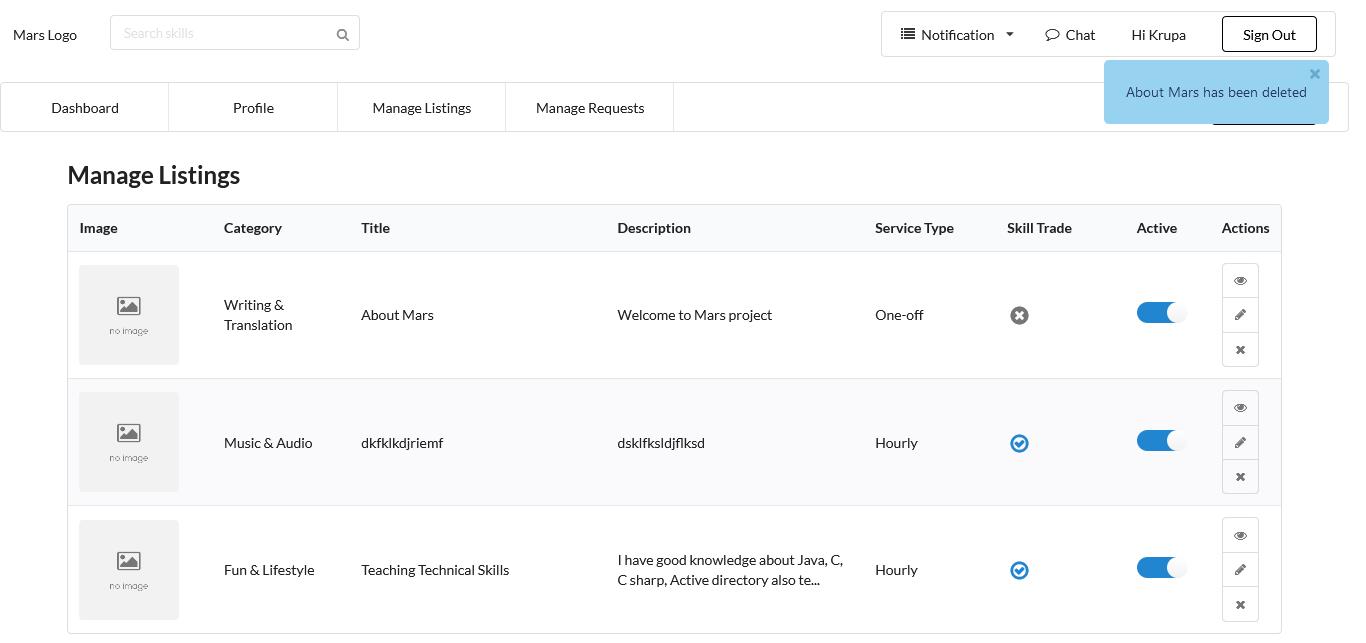 Mars Logo
Search skills
Notification
Chat
Hi Krupa
Sign Out
About Mars has been deleted
Dashboard
Profile
Manage Listings
Manage Requests
Manage Listings
Image Category Title Description Service Type Skill Trade Active Actions
no image
Writing &
Translation
About Mars
Welcome to Mars project
One-off
no image
Music & Audio
dkfklkdjriemf
dsklfksldjflksd
Hourly
no image
Fun & Lifestyle
Teaching Technical Skills
I have good knowledge about Java, C,
C sharp, Active directory also te...
Hourly